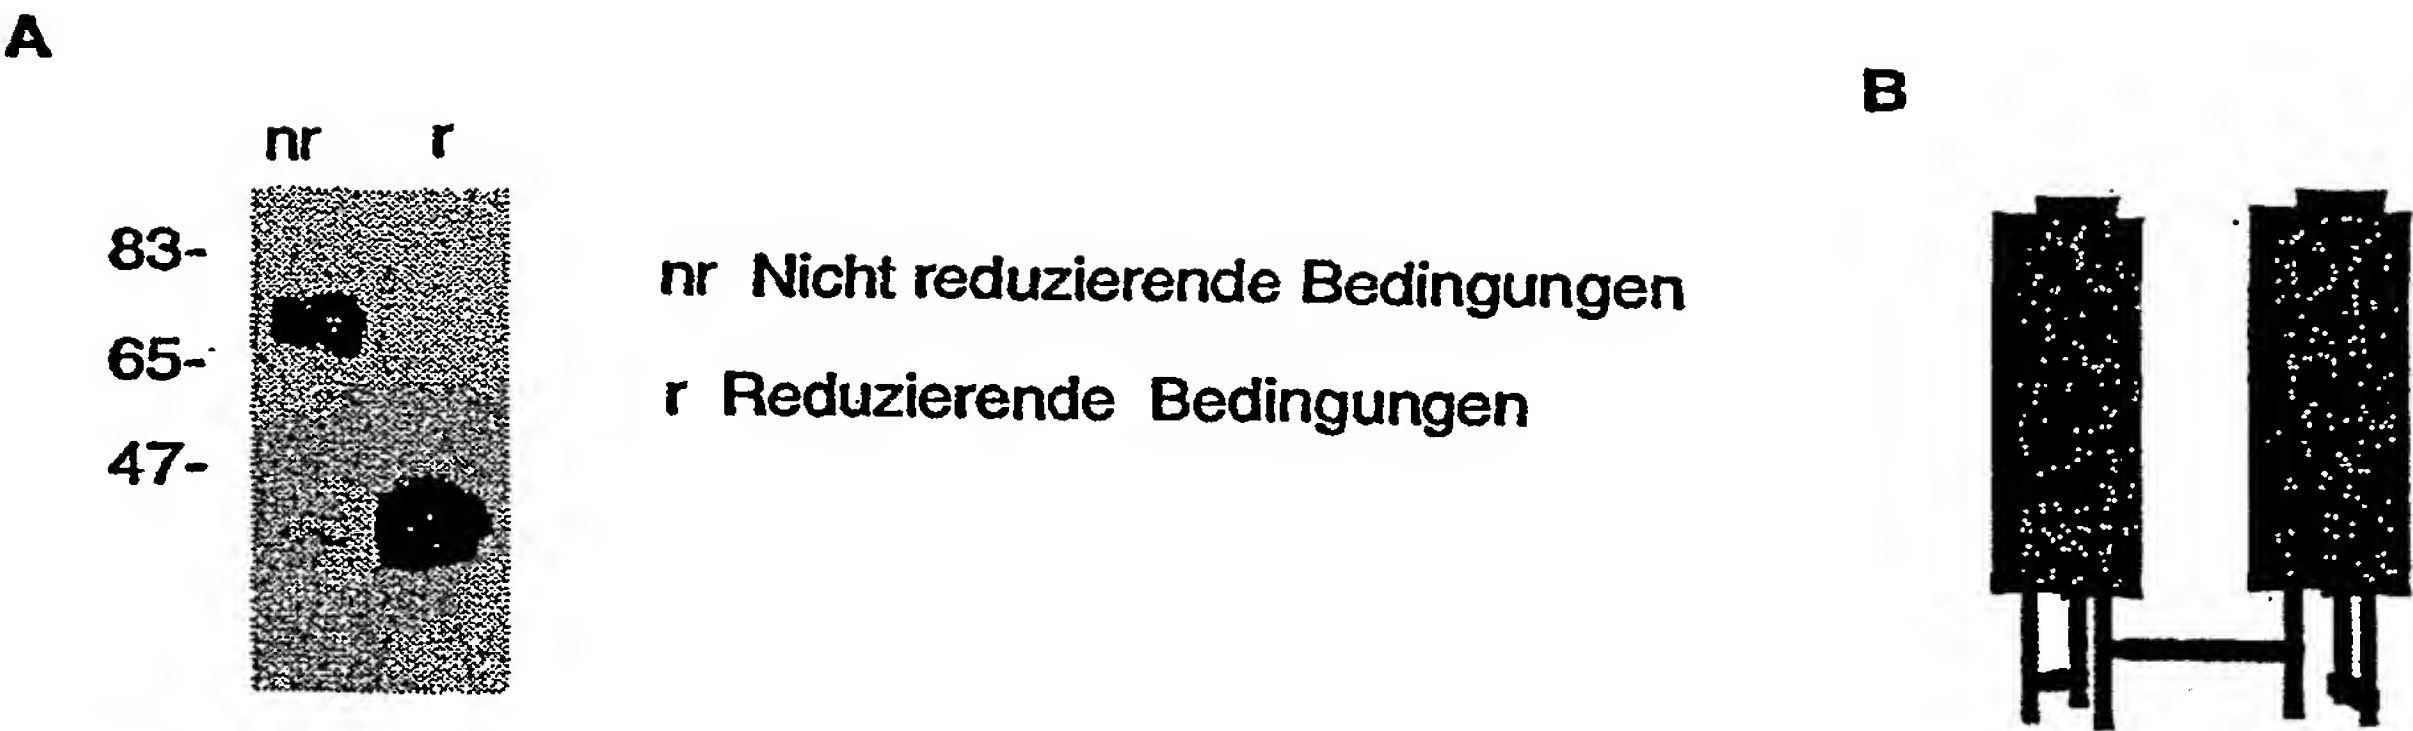 A
B
nr r
83-
65-
47-
nr Nicht reduzierende Bedingungen
r Reduzierende Bedingungen